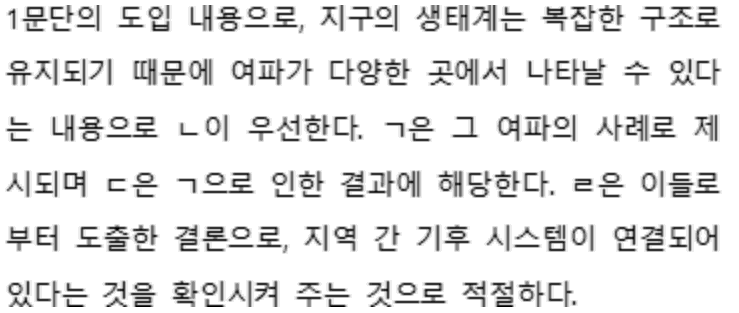 1문단의 도입 내용으로, 지구의 생태계는 복잡한 구조로
유지되기 때문에 여파가 다양한 곳에서 나타날 수 있다
는 내용으로 ㄴ이 우선한다. ㄱ은 그 여파의 사례로 제
시되며 ㄷ은 ㄱ으로 인한 결과에 해당한다. ㄹ은 이들로
부터 도출한 결론으로, 지역 간 기후 시스템이 연결되어
있다는 것을 확인시켜 주는 것으로 적절하다.